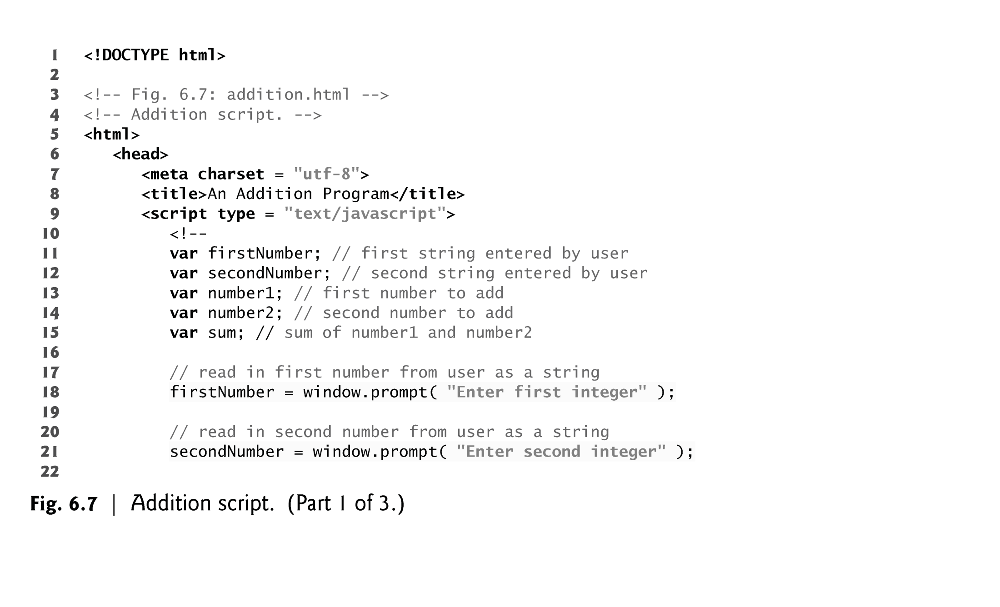 1 <!DOCTYPE html>
2
3 <!-- Fig. 6.7: addition.html -->
4 <!-- Addition script. -->
5 <html>
6 <head>
7 <meta charset = "utf-8">
8 <title>An Addition Program</title>
9 <script type = "text/javascript">
10 <!--
11 var firstNumber; // first string entered by user
12 var secondNumber; // second string entered by user
13 var number1; // first number to add
14 var number2; // second number to add
15 var sum; // sum of number1 and number2
16
17 // read in first number from user as a string
18 firstNumber = window.prompt( "Enter first integer" );
19
20 // read in second number from user as a string
21 secondNumber = window.prompt( "Enter second integer" );
22
Fig. 6.7 | Addition script. (Part 1 of 3.)